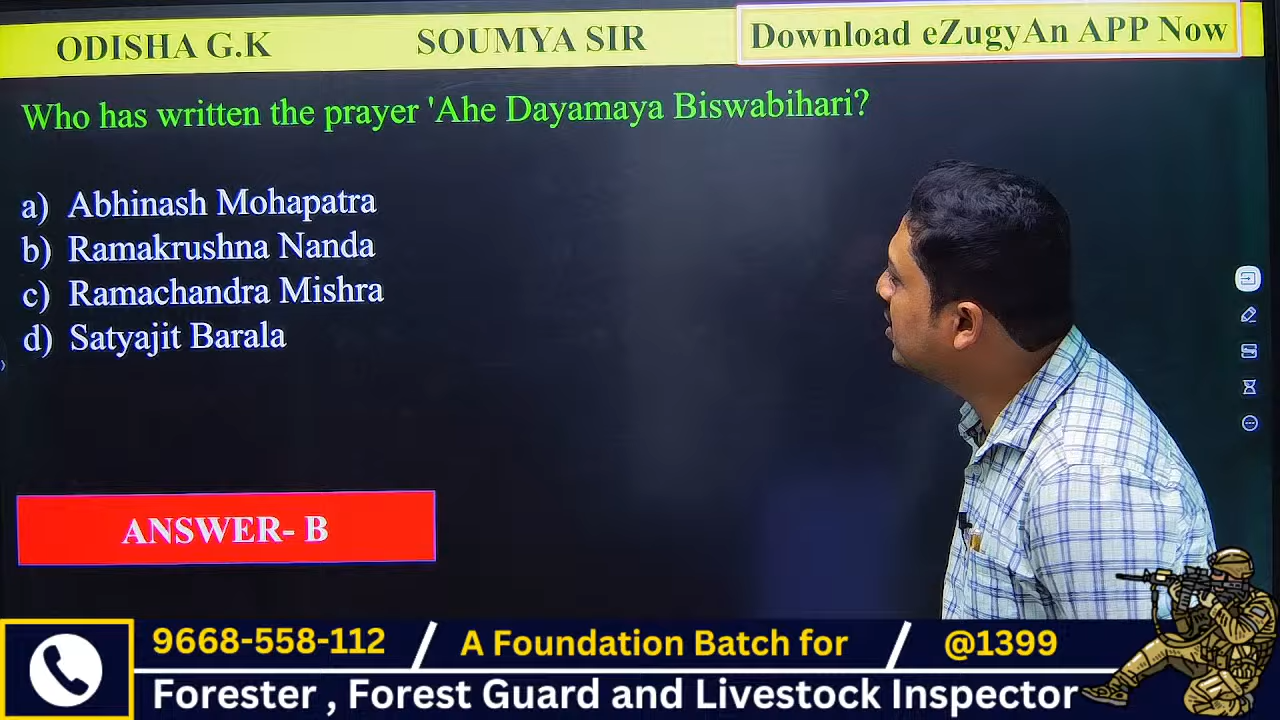 ODISHA G.K
SOUMYA SIR
Download eZugyAn APP Now
Who has written the prayer 'Ahe Dayamaya Biswabihari?
a) Abhinash Mohapatra
b) Ramakrushna Nanda
c) Ramachandra Mishra
d) Satyajit Barala
ANSWER- B
9668-558-112 / A Foundation Batch for / @1399
Forester , Forest Guard and Livestock Inspector